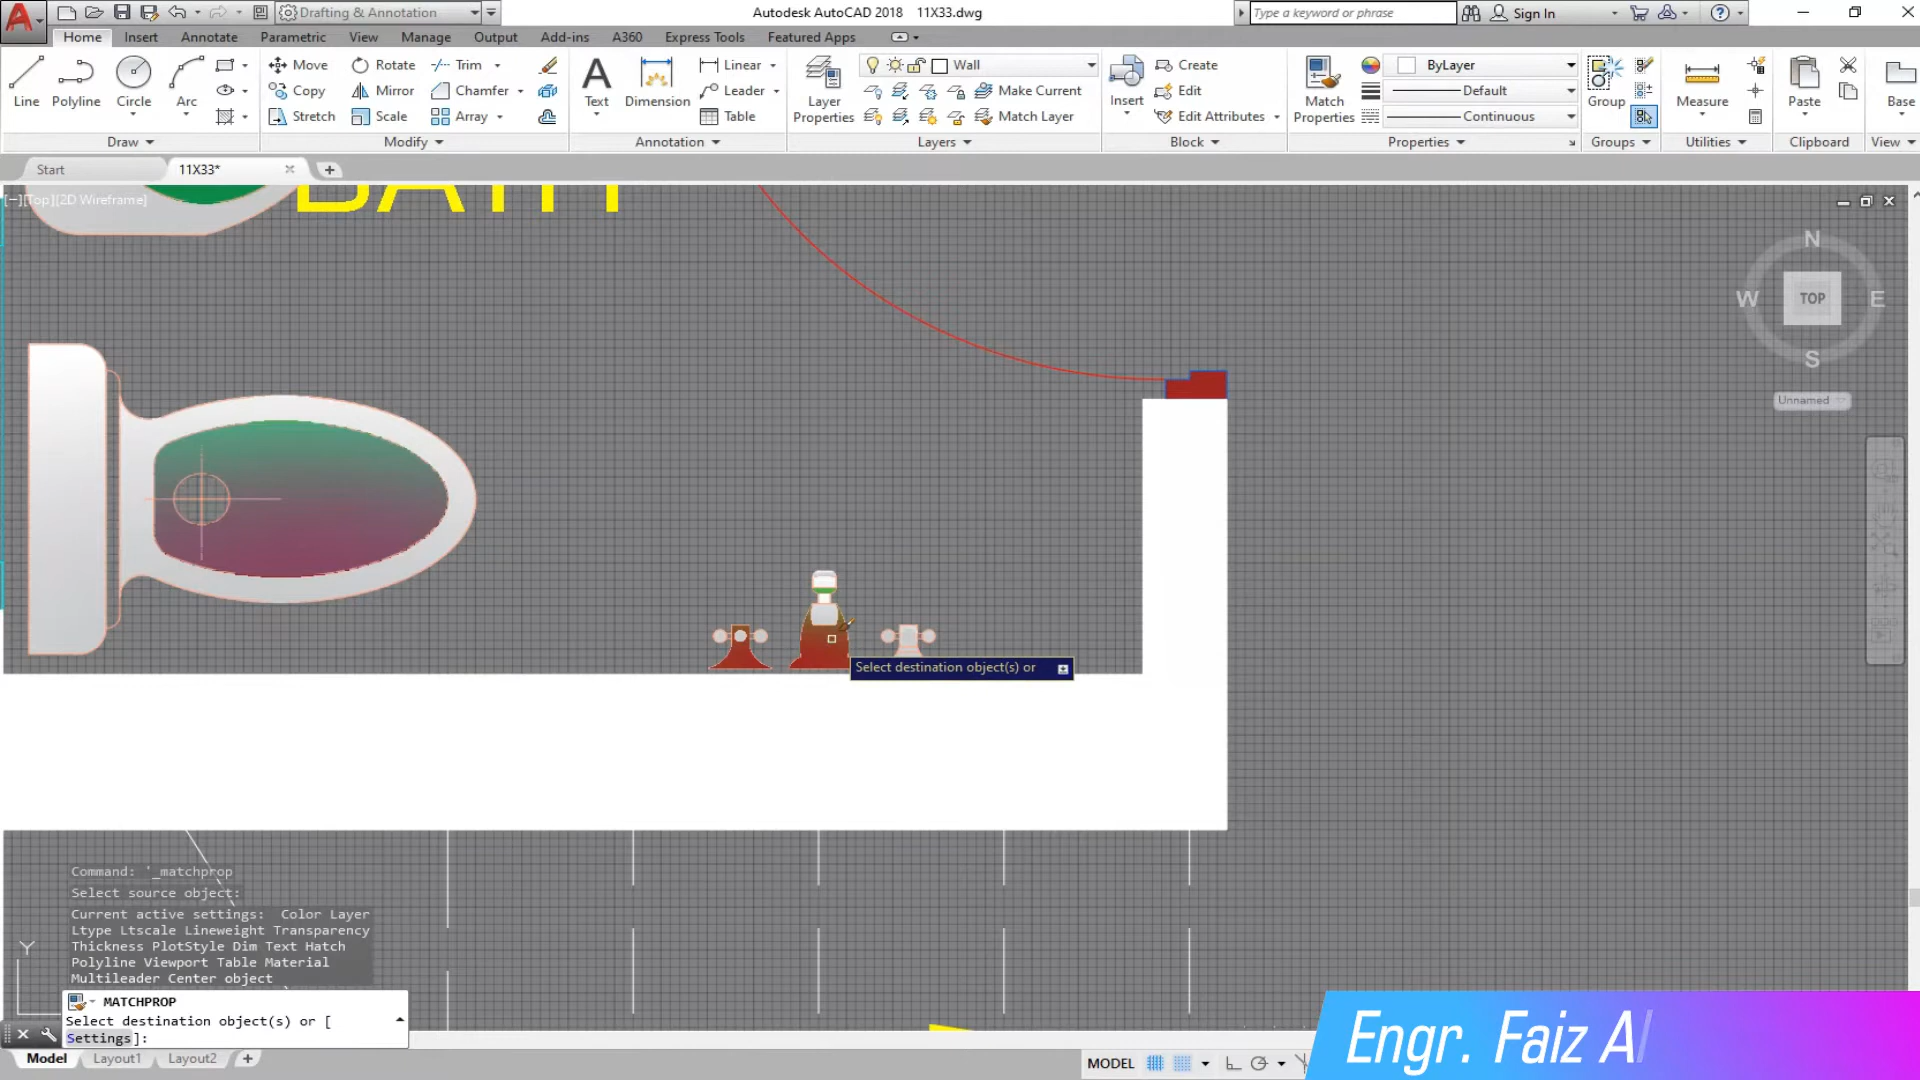 Drafting & Annotation
Autodesk AutoCAD 2018 11X33.dwg
Type a keyword or phrase
Sign In
Home Insert Annotate Parametric View Manage Output Add-ins A360 Express Tools Featured Apps
Line
Polyline
Circle
Arc
Draw
Move
Rotate
Trim
Copy
Mirror
Chamfer
Stretch
Scale
Array
Modify
Text
Dimension
Linear
Leader
Table
Annotation
Layer
Properties
Wall
Make Current
Match Layer
Layers
Insert
Create
Edit
Edit Attributes
Block
Match
Properties
ByLayer
Default
Continuous
Properties
Group
Groups
Measure
Utilities
Paste
Clipboard
Base
View
Start
11X33*
[−][Top][2D Wireframe]
BATH
N
W
TOP
E
S
Unnamed
Select destination object(s) or
Command: '_matchprop
Select source object:
Current active settings: Color Layer
Ltype Ltscale Lineweight Transparency
Thickness PlotStyle Dim Text Hatch
Polyline Viewport Table Material
Multileader Center object
Y
MATCHPROP
Select destination object(s) or [
Settings]:
Model Layout1 Layout2
MODEL
Engr. Faiz Al